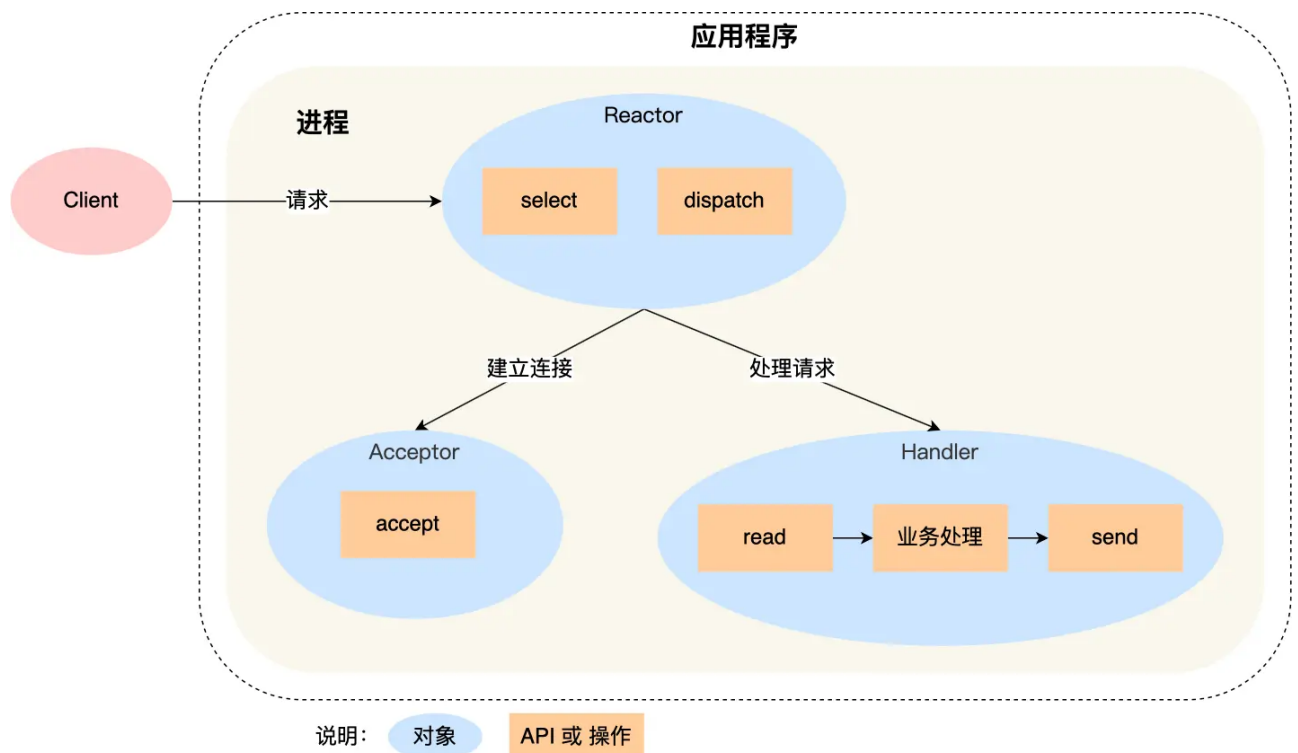 应用程序
进程
Reactor
select
dispatch
Client
请求
建立连接
处理请求
Acceptor
accept
Handler
read
业务处理
send
说明：
对象
API 或 操作